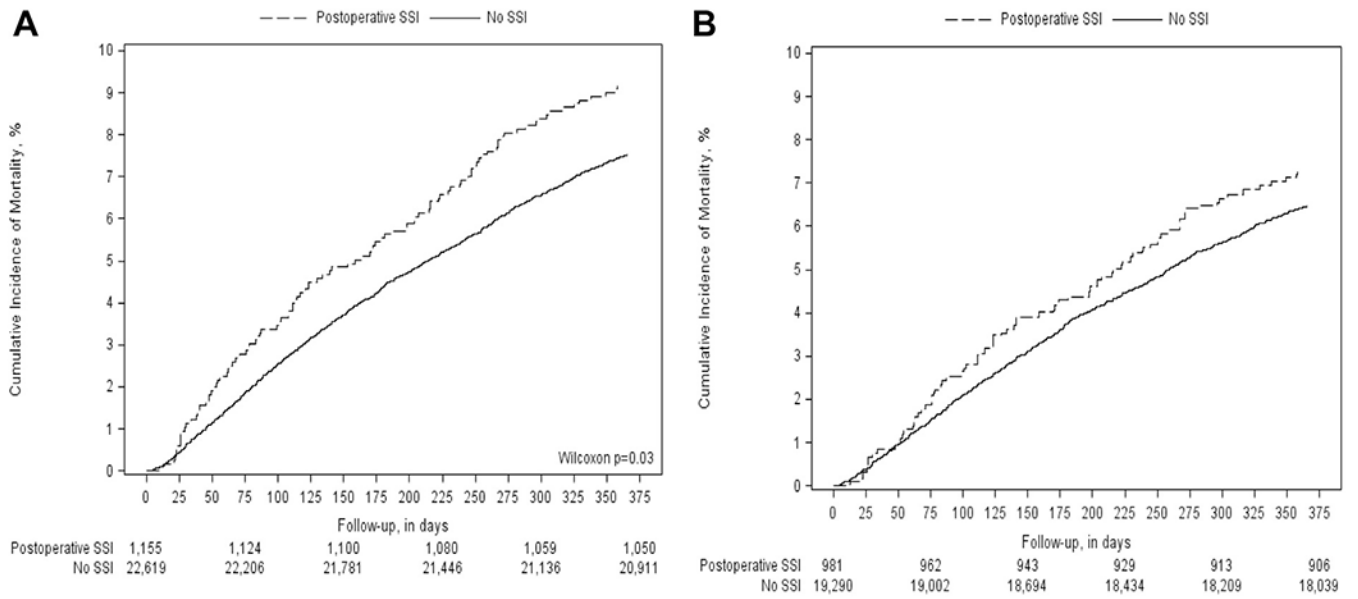 A
Postoperative SSI No SSI
Cumulative Incidence of Mortality, %
10
9
8
7
6
5
4
3
2
1
0
Wilcoxon p=0.03
0 25 50 75 100 125 150 175 200 225 250 275 300 325 350 375
Follow-up, in days
Postoperative SSI 1,155 1,124 1,100 1,080 1,059 1,050
No SSI 22,619 22,206 21,781 21,446 21,136 20,911
B
Postoperative SSI No SSI
Cumulative Incidence of Mortality, %
10
9
8
7
6
5
4
3
2
1
0
0 25 50 75 100 125 150 175 200 225 250 275 300 325 350 375
Follow-up, in days
Postoperative SSI 981 962 943 929 913 906
No SSI 19,290 19,002 18,694 18,434 18,209 18,039